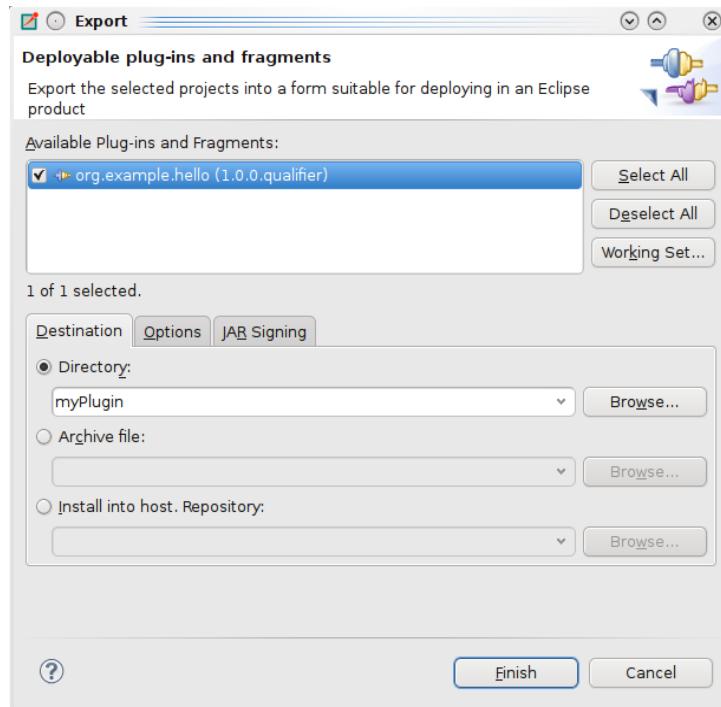 Export
Deployable plug-ins and fragments
Export the selected projects into a form suitable for deploying in an Eclipse
product
Available Plug-ins and Fragments:
org.example.hello (1.0.0.qualifier)
Select All
Deselect All
Working Set...
1 of 1 selected.
Destination Options JAR Signing
Directory:
myPlugin Browse...
Archive file:
Browse...
Install into host. Repository:
Browse...
? Finish Cancel